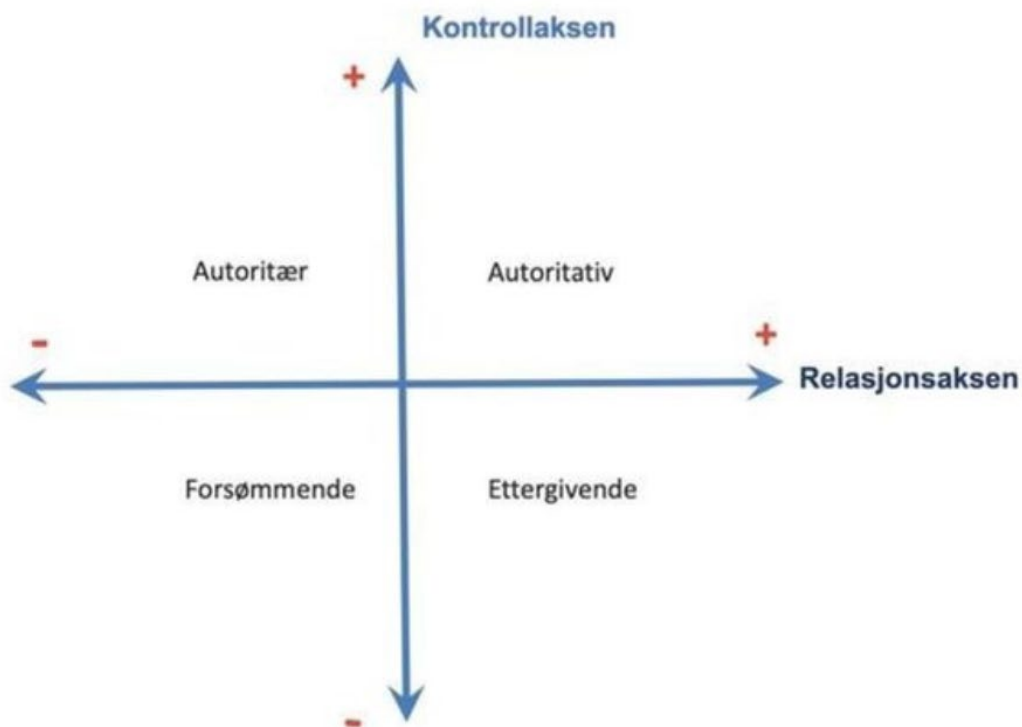 Kontrollaksen
+
Autoritær Autoritativ
- +
Relasjonsaksen
Forsømmende Ettergivende
-